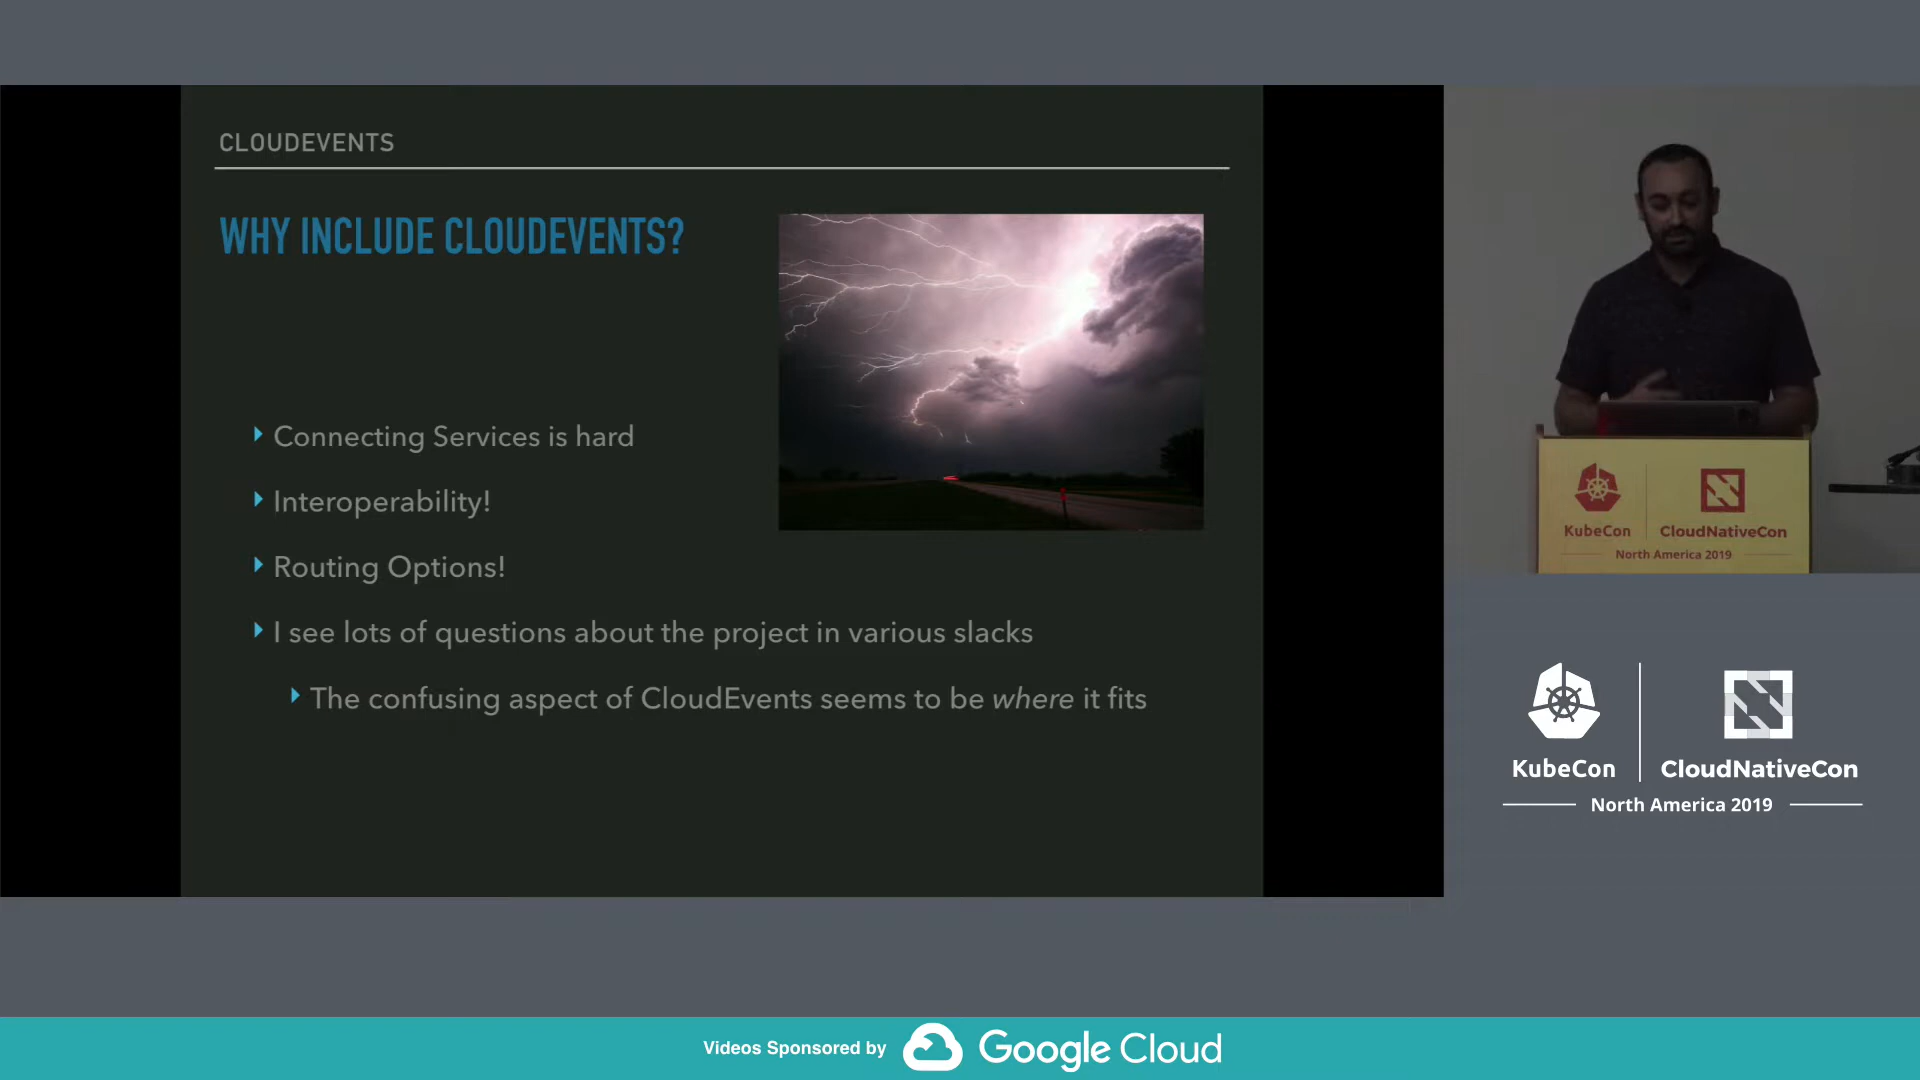 CLOUDEVENTS
WHY INCLUDE CLOUDEVENTS?
Connecting Services is hard
Interoperability!
Routing Options!
I see lots of questions about the project in various slacks
The confusing aspect of CloudEvents seems to be where it fits
KubeCon
CloudNativeCon
North America 2019
KubeCon
CloudNativeCon
North America 2019
Videos Sponsored by
Google Cloud